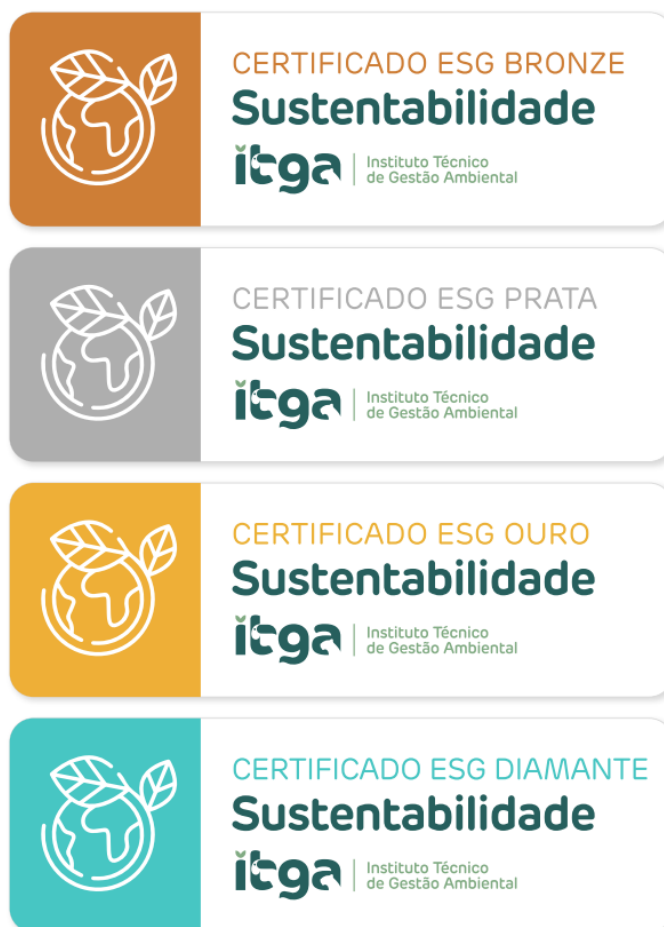 CERTIFICADO ESG BRONZE
Sustentabilidade
itga
Instituto Técnico
de Gestão Ambiental
CERTIFICADO ESG PRATA
Sustentabilidade
itga
Instituto Técnico
de Gestão Ambiental
CERTIFICADO ESG OURO
Sustentabilidade
itga
Instituto Técnico
de Gestão Ambiental
CERTIFICADO ESG DIAMANTE
Sustentabilidade
itga
Instituto Técnico
de Gestão Ambiental